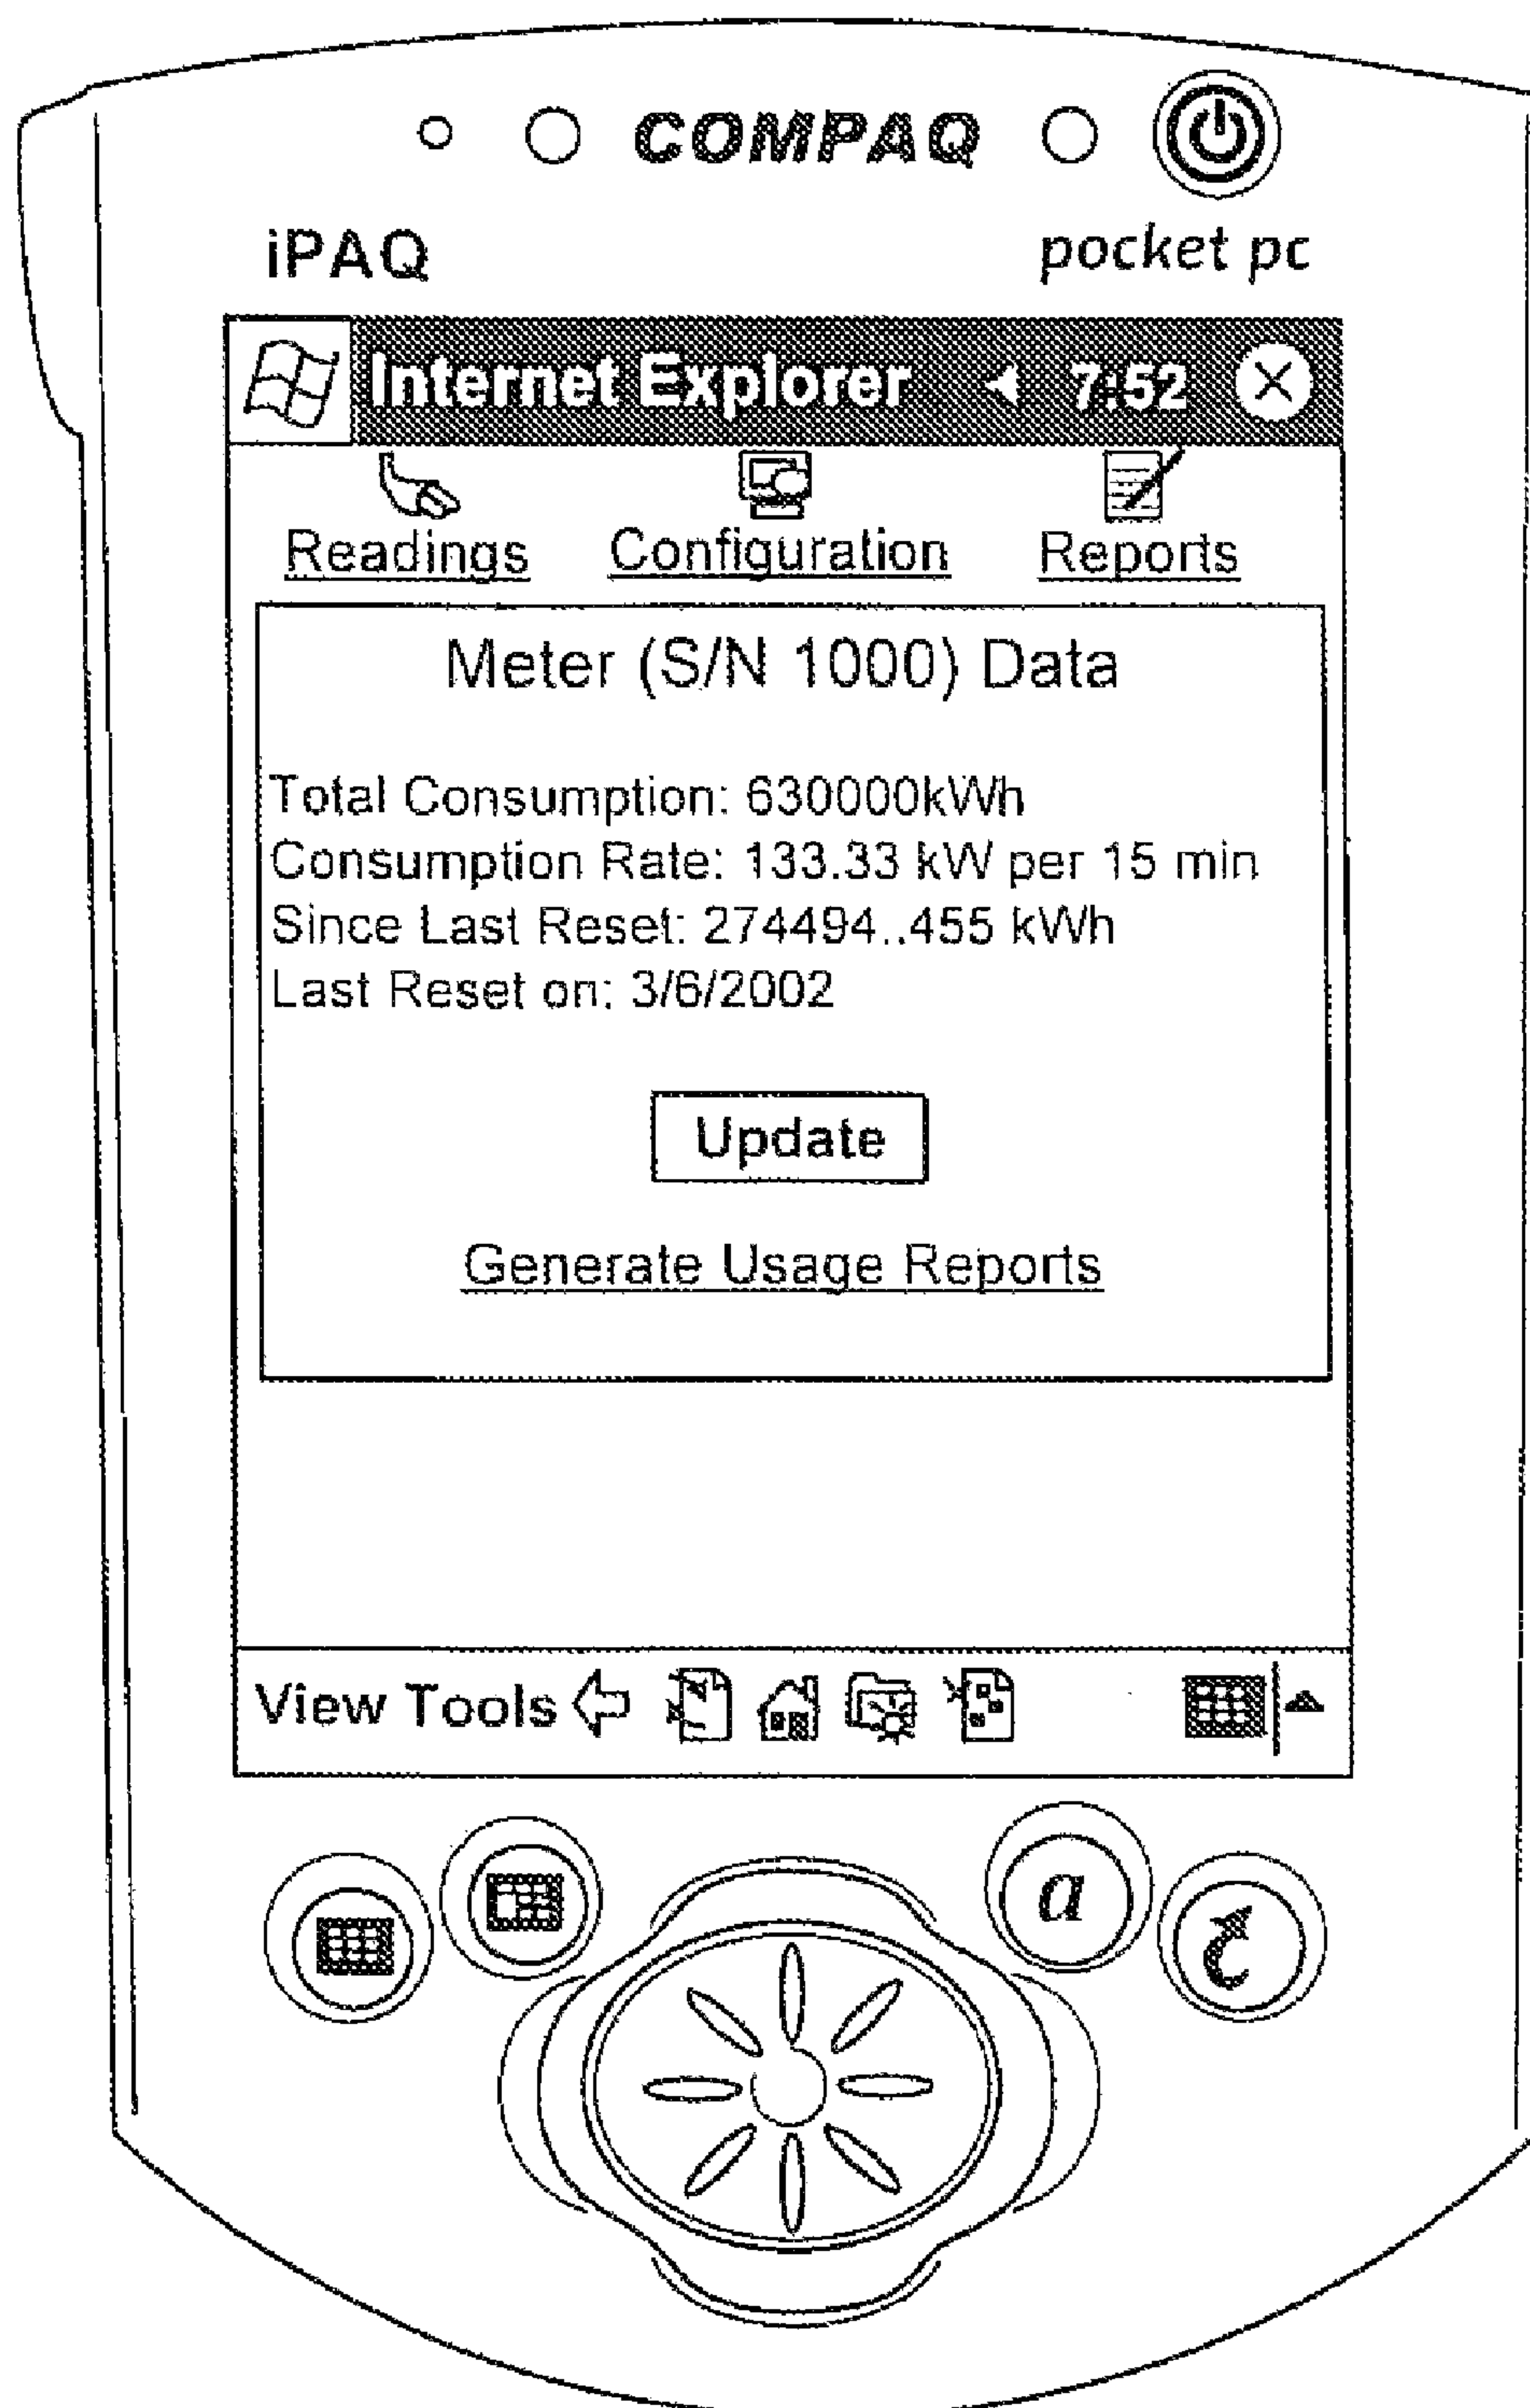 COMPAQ
iPAQ pocket pc
Internet Explorer 7:52
Readings Configuration Reports
Meter (S/N 1000) Data
Total Consumption: 630000kWh
Consumption Rate: 133.33 kW per 15 min
Since Last Reset: 274494..455 kWh
Last Reset on: 3/6/2002
Update
Generate Usage Reports
View Tools
a